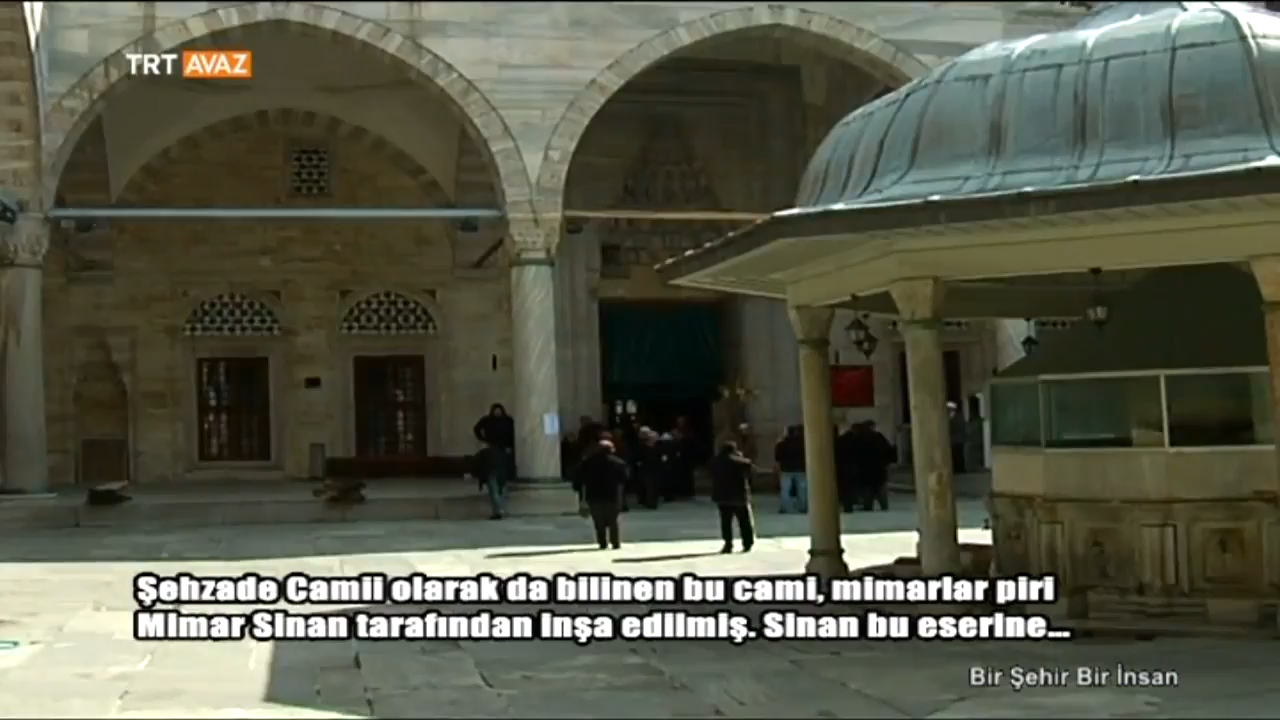 TRT AVAZ
Şehzade Camii olarak da bilinen bu cami, mimarlar piri
Mimar Sinan tarafından inşa edilmiş. Sinan bu eserine...
Bir Şehir Bir İnsan